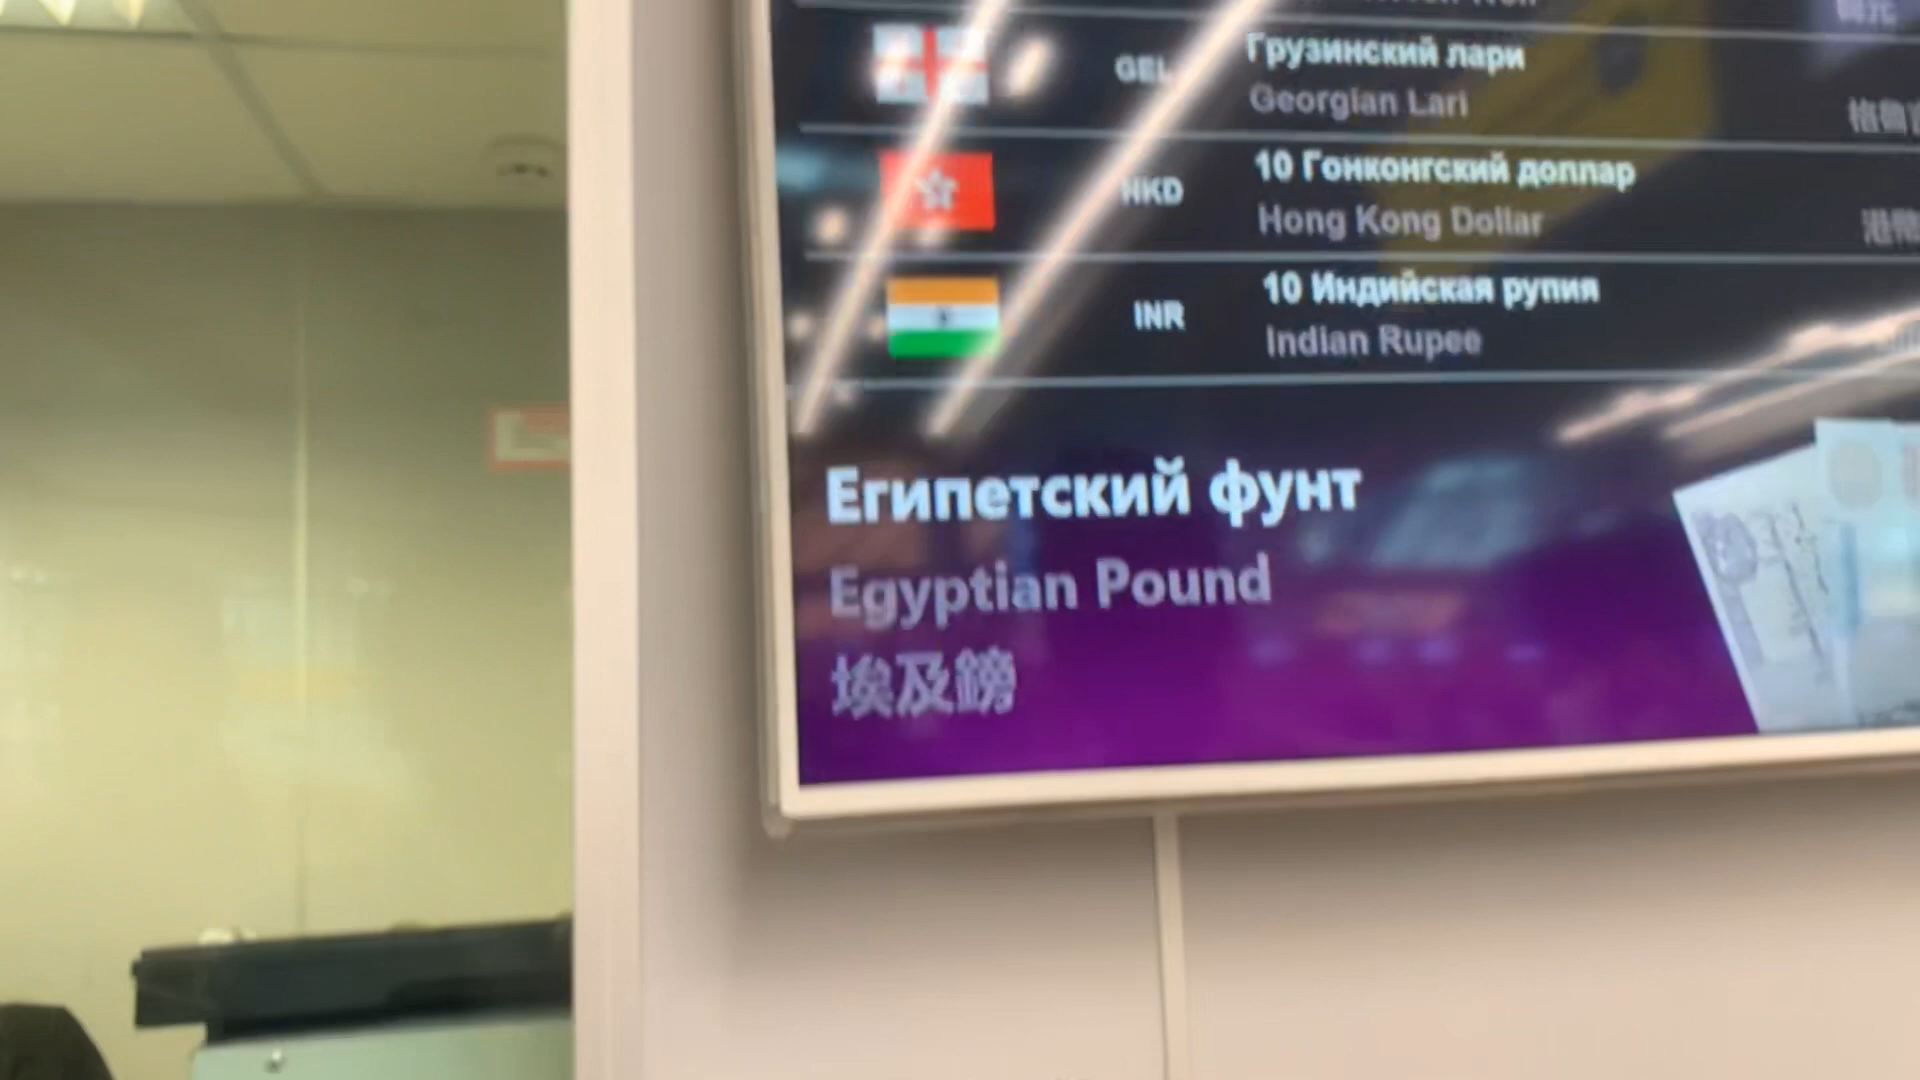 GEL
Грузинский лари
Georgian Lari
HKD
10 Гонконгский доллар
Hong Kong Dollar
INR
10 Индийская рупия
Indian Rupee
Египетский фунт
Egyptian Pound
埃及鎊